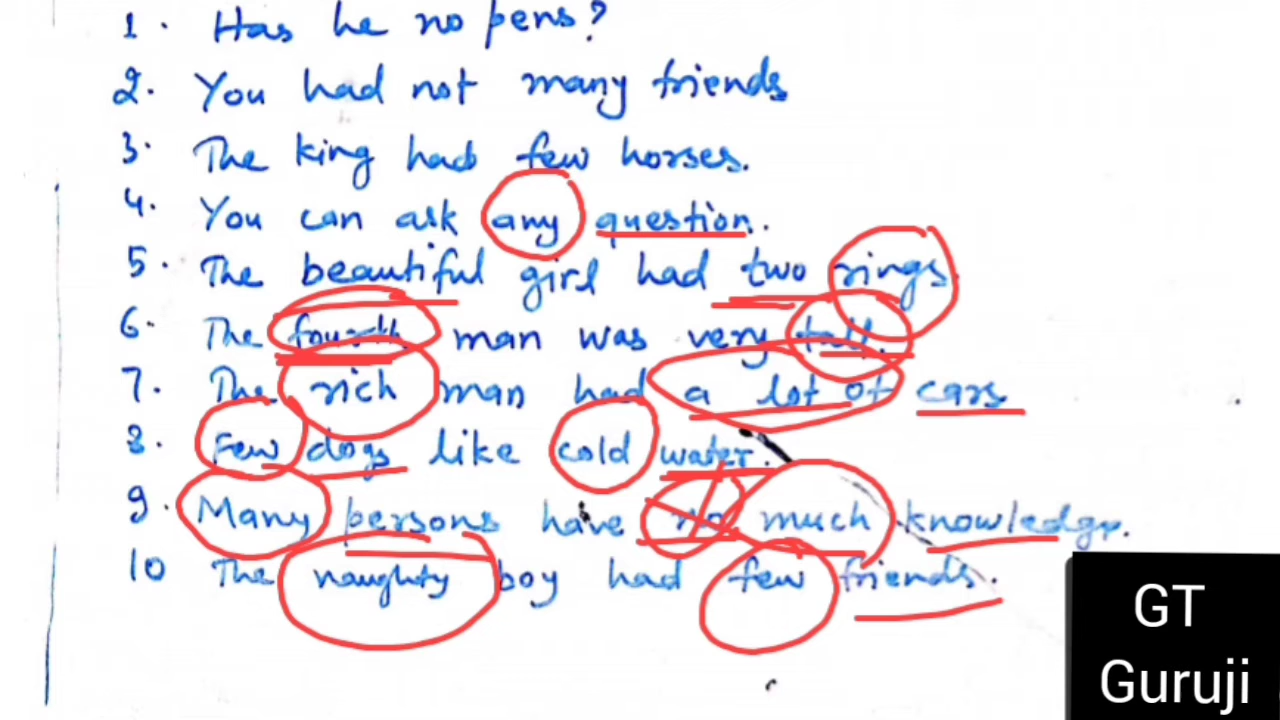 1. Has he no pens?
2. You had not many friends
3. The king had few horses.
4. You can ask any question.
5. The beautiful girl had two rings.
6. The fourth man was very tall.
7. The rich man had a lot of cars
8. Few dogs like cold water.
9. Many persons have no much knowledge.
10 The naughty boy had few friends.
GT
Guruji